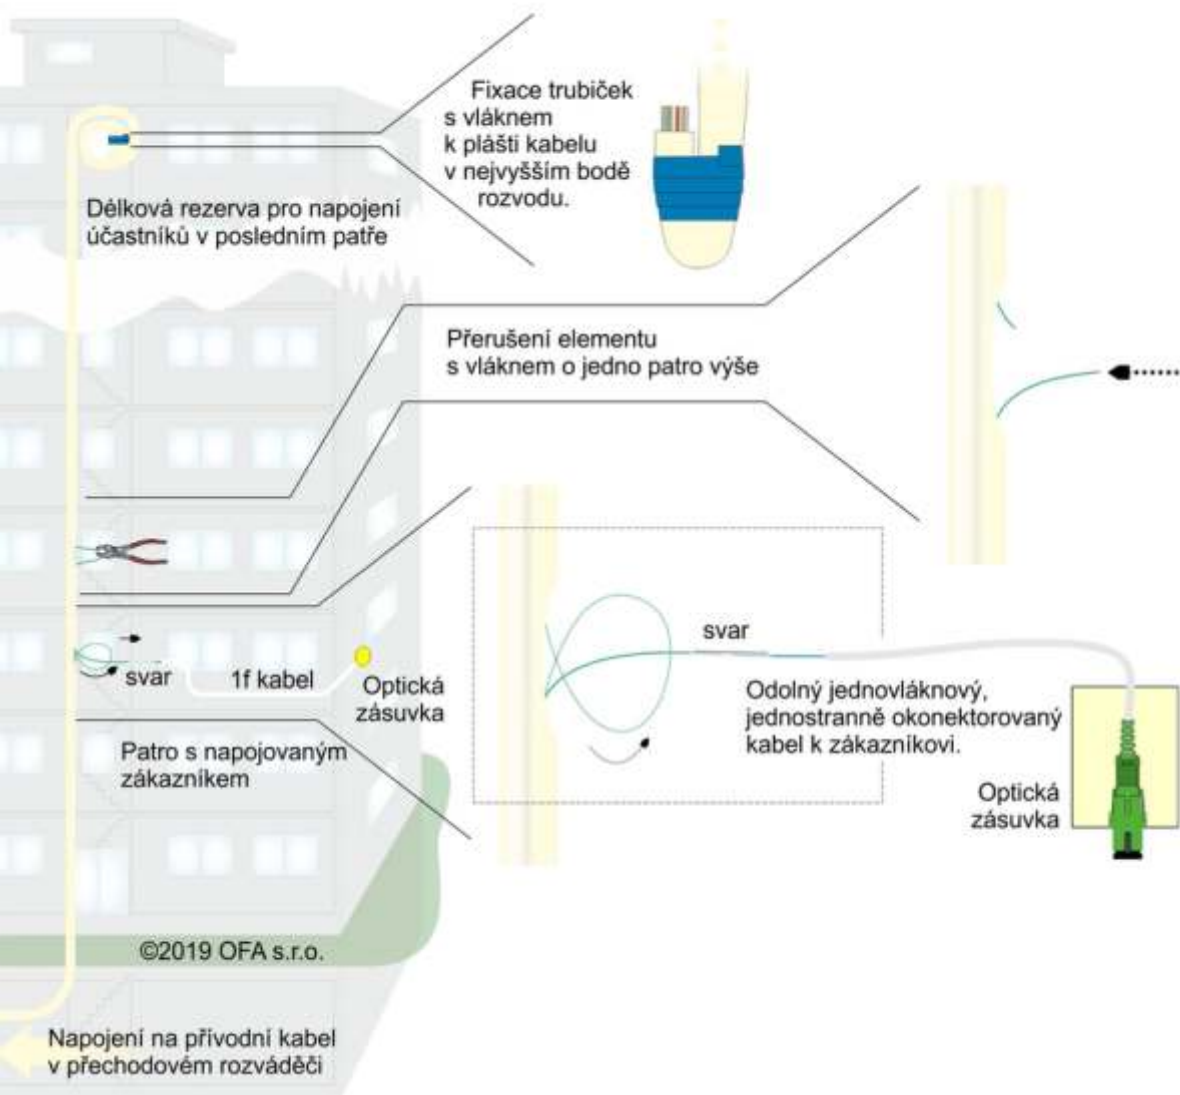 Fixace trubiček
s vláknem
k plášti kabelu
v nejvyšším bodě
rozvodu.
Délková rezerva pro napojení
účastníků v posledním patře
Přerušení elementu
s vláknem o jedno patro výše
svar
1f kabel
Optická
zásuvka
Patro s napojovaným
zákazníkem
svar
Odolný jednovláknový,
jednostranně okonektorovaný
kabel k zákazníkovi.
Optická
zásuvka
©2019 OFA s.r.o.
Napojení na přívodní kabel
v přechodovém rozváděči